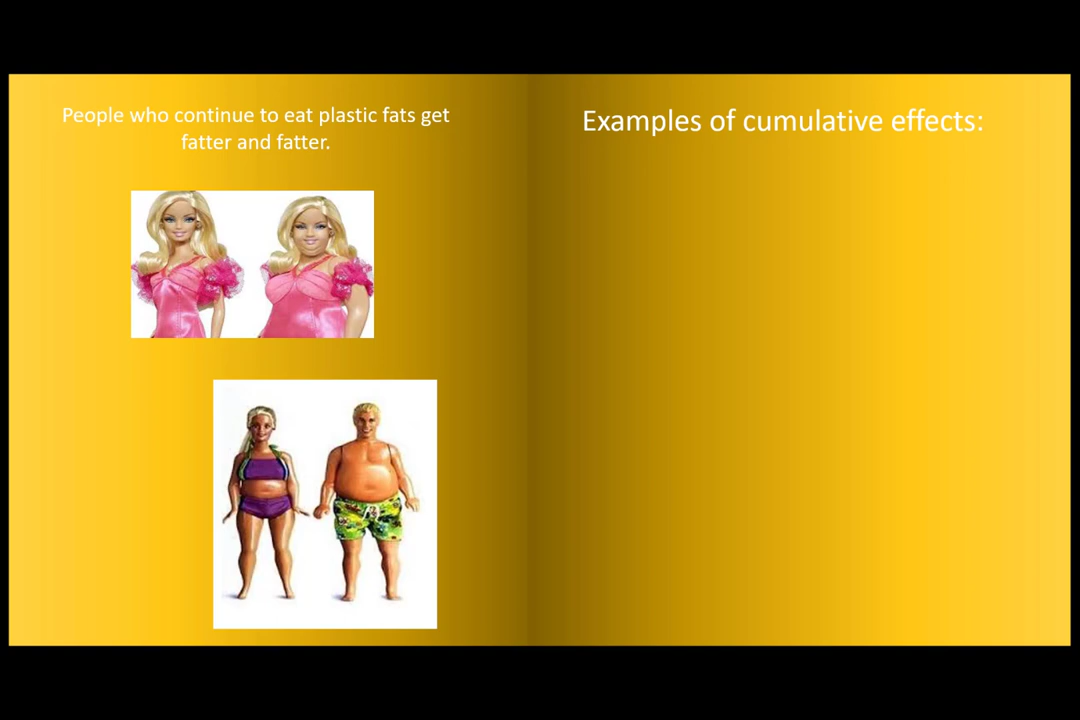 People who continue to eat plastic fats get
fatter and fatter.
Examples of cumulative effects: